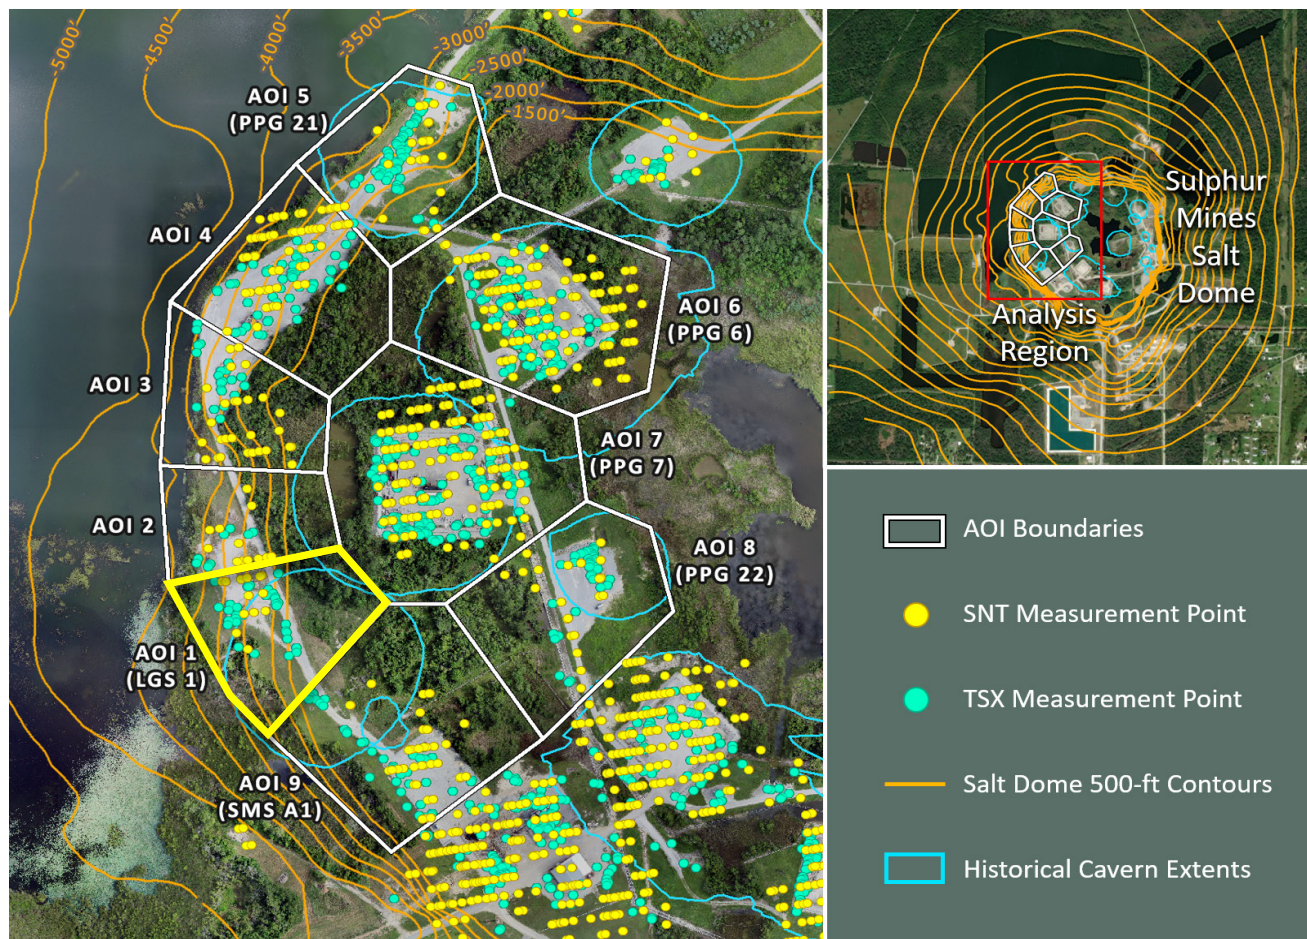 -5000'
-4500'
-4000'
-3500'
-3000'
-2500'
-2000'
-1500'
AOI 5
(PPG 21)
AOI 4
AOI 3
AOI 2
AOI 1
(LGS 1)
AOI 9
(SMS A1)
AOI 6
(PPG 6)
AOI 7
(PPG 7)
AOI 8
(PPG 22)
Sulphur
Mines
Salt
Dome
Analysis
Region
AOI Boundaries
SNT Measurement Point
TSX Measurement Point
Salt Dome 500-ft Contours
Historical Cavern Extents